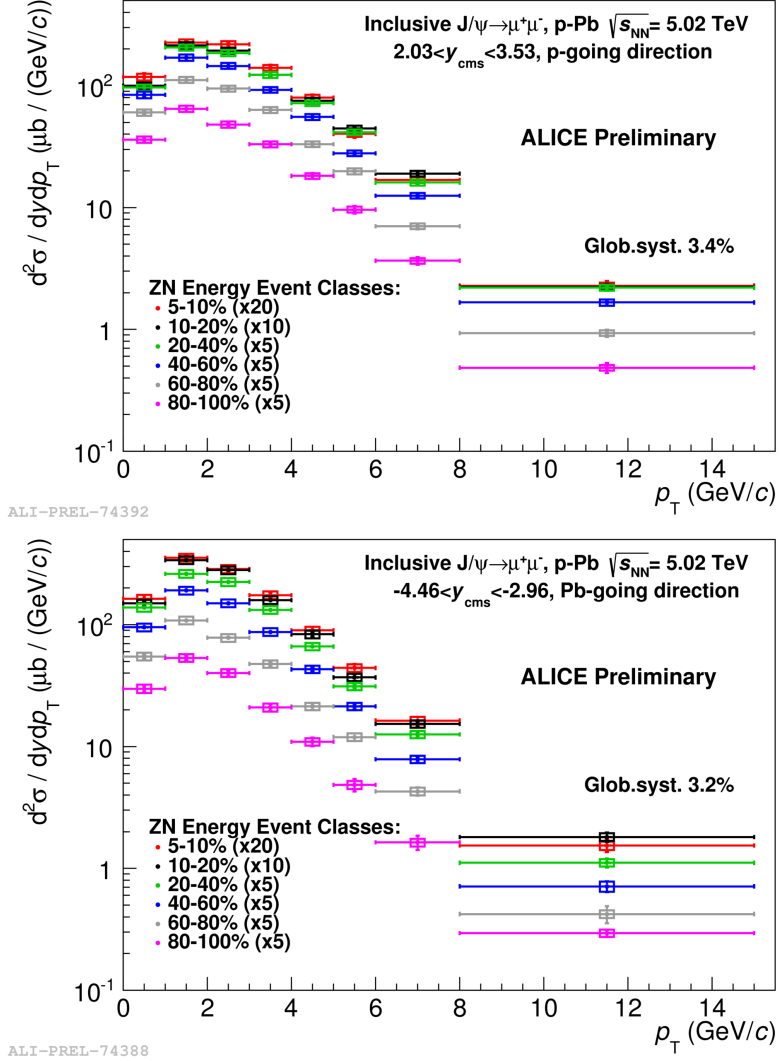 Inclusive J/ψ→μ⁺μ⁻, p-Pb √sNN= 5.02 TeV
2.03<ycms<3.53, p-going direction
d²σ / dydpT (μb / (GeV/c))
10²
ALICE Preliminary
10
Glob.syst. 3.4%
ZN Energy Event Classes:
5-10% (x20)
10-20% (x10)
1
20-40% (x5)
40-60% (x5)
60-80% (x5)
80-100% (x5)
10⁻¹
0 2 4 6 8 10 12 14
pT (GeV/c)
ALI-PREL-74392
Inclusive J/ψ→μ⁺μ⁻, p-Pb √sNN= 5.02 TeV
-4.46<ycms<-2.96, Pb-going direction
d²σ / dydpT (μb / (GeV/c))
10²
ALICE Preliminary
10
Glob.syst. 3.2%
ZN Energy Event Classes:
5-10% (x20)
10-20% (x10)
1
20-40% (x5)
40-60% (x5)
60-80% (x5)
80-100% (x5)
10⁻¹
0 2 4 6 8 10 12 14
pT (GeV/c)
ALI-PREL-74388